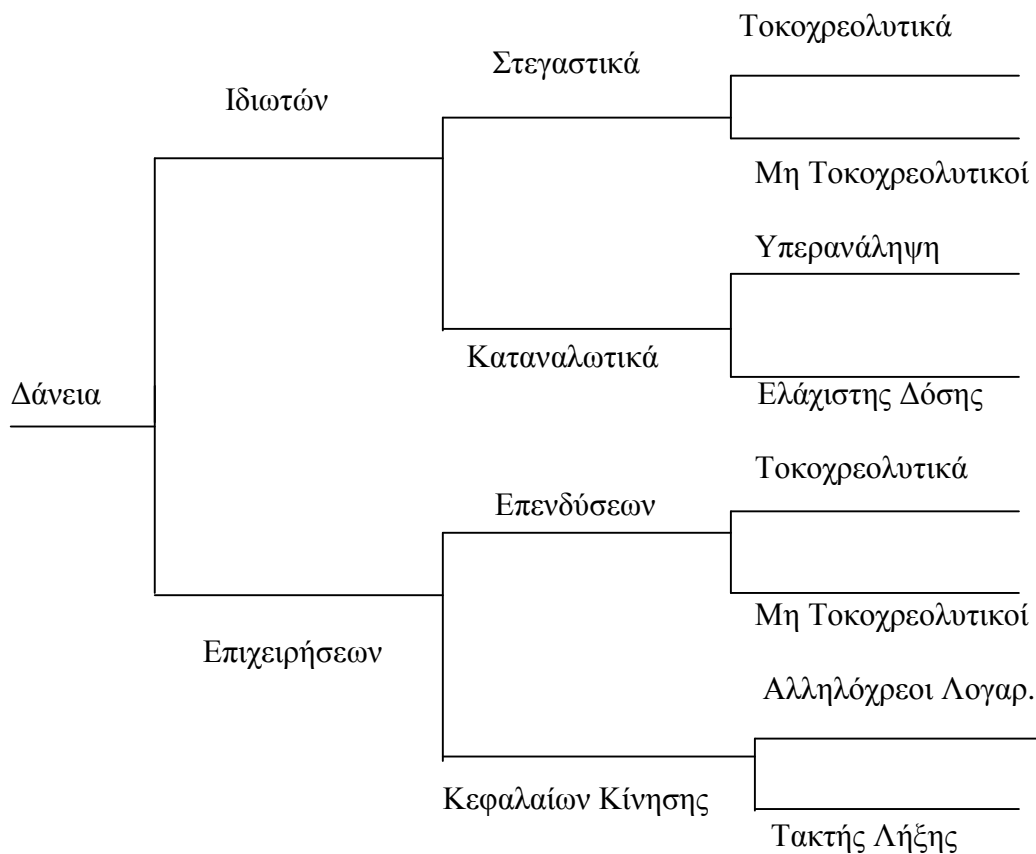 Τοκοχρεολυτικά
Στεγαστικά
Ιδιωτών
Μη Τοκοχρεολυτικοί
Υπερανάληψη
Καταναλωτικά
Δάνεια
Ελάχιστης Δόσης
Τοκοχρεολυτικά
Επενδύσεων
Μη Τοκοχρεολυτικοί
Επιχειρήσεων
Αλληλόχρεοι Λογαρ.
Κεφαλαίων Κίνησης
Τακτής Λήξης